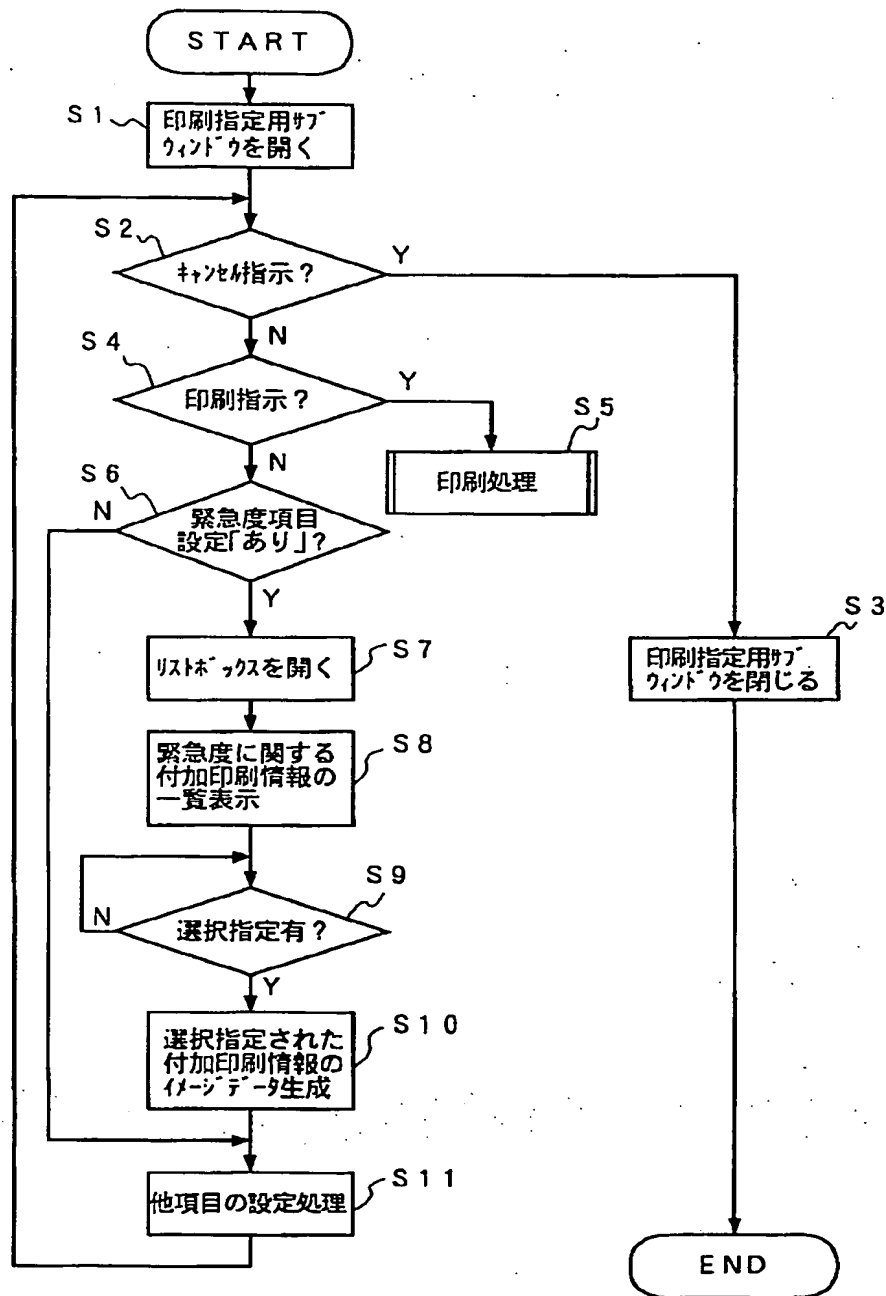 START
S1
印刷指定用ｻﾌﾞ
ｳｨﾝﾄﾞｳを開く
S2
ｷｬﾝｾﾙ指示?
Y
N
S4
印刷指示?
Y
N
S5
印刷処理
S6
N
緊急度項目
設定「あり」?
Y
S3
印刷指定用ｻﾌﾞ
ｳｨﾝﾄﾞｳを閉じる
S7
ﾘｽﾄﾎﾞｯｸｽを開く
S8
緊急度に関する
付加印刷情報の
一覧表示
S9
N
選択指定有?
Y
S10
選択指定された
付加印刷情報の
ｲﾒｰｼﾞﾃﾞｰﾀ生成
S11
他項目の設定処理
END